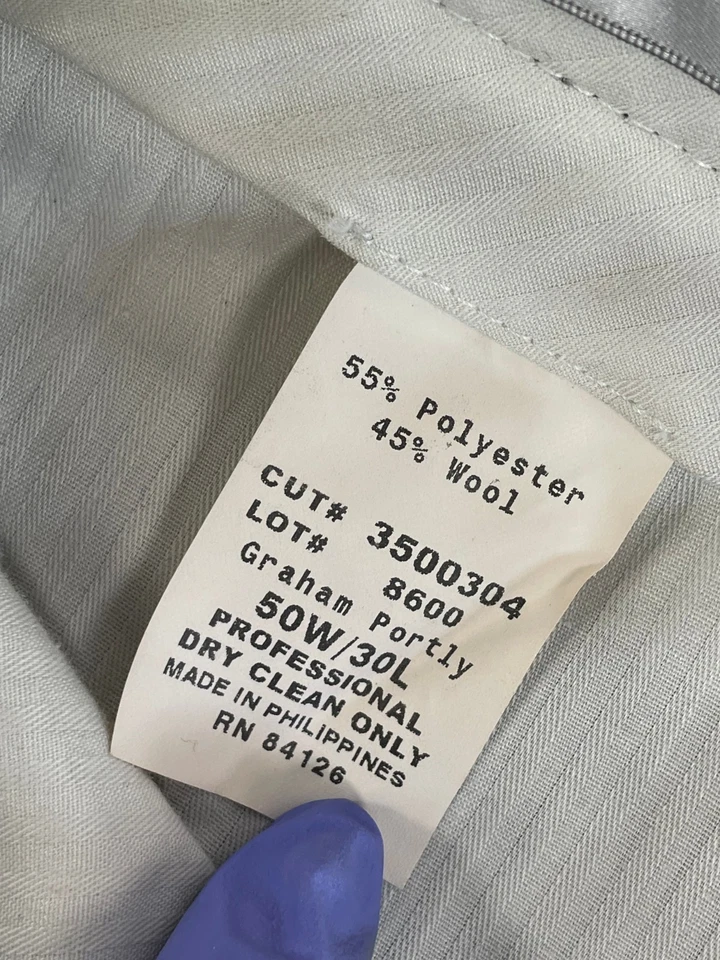 55% Polyester
45% Wool
CUT# 3500304
LOT# 8600
Graham Portly
50W/30L
PROFESSIONAL
DRY CLEAN ONLY
MADE IN PHILIPPINES
RN 84126